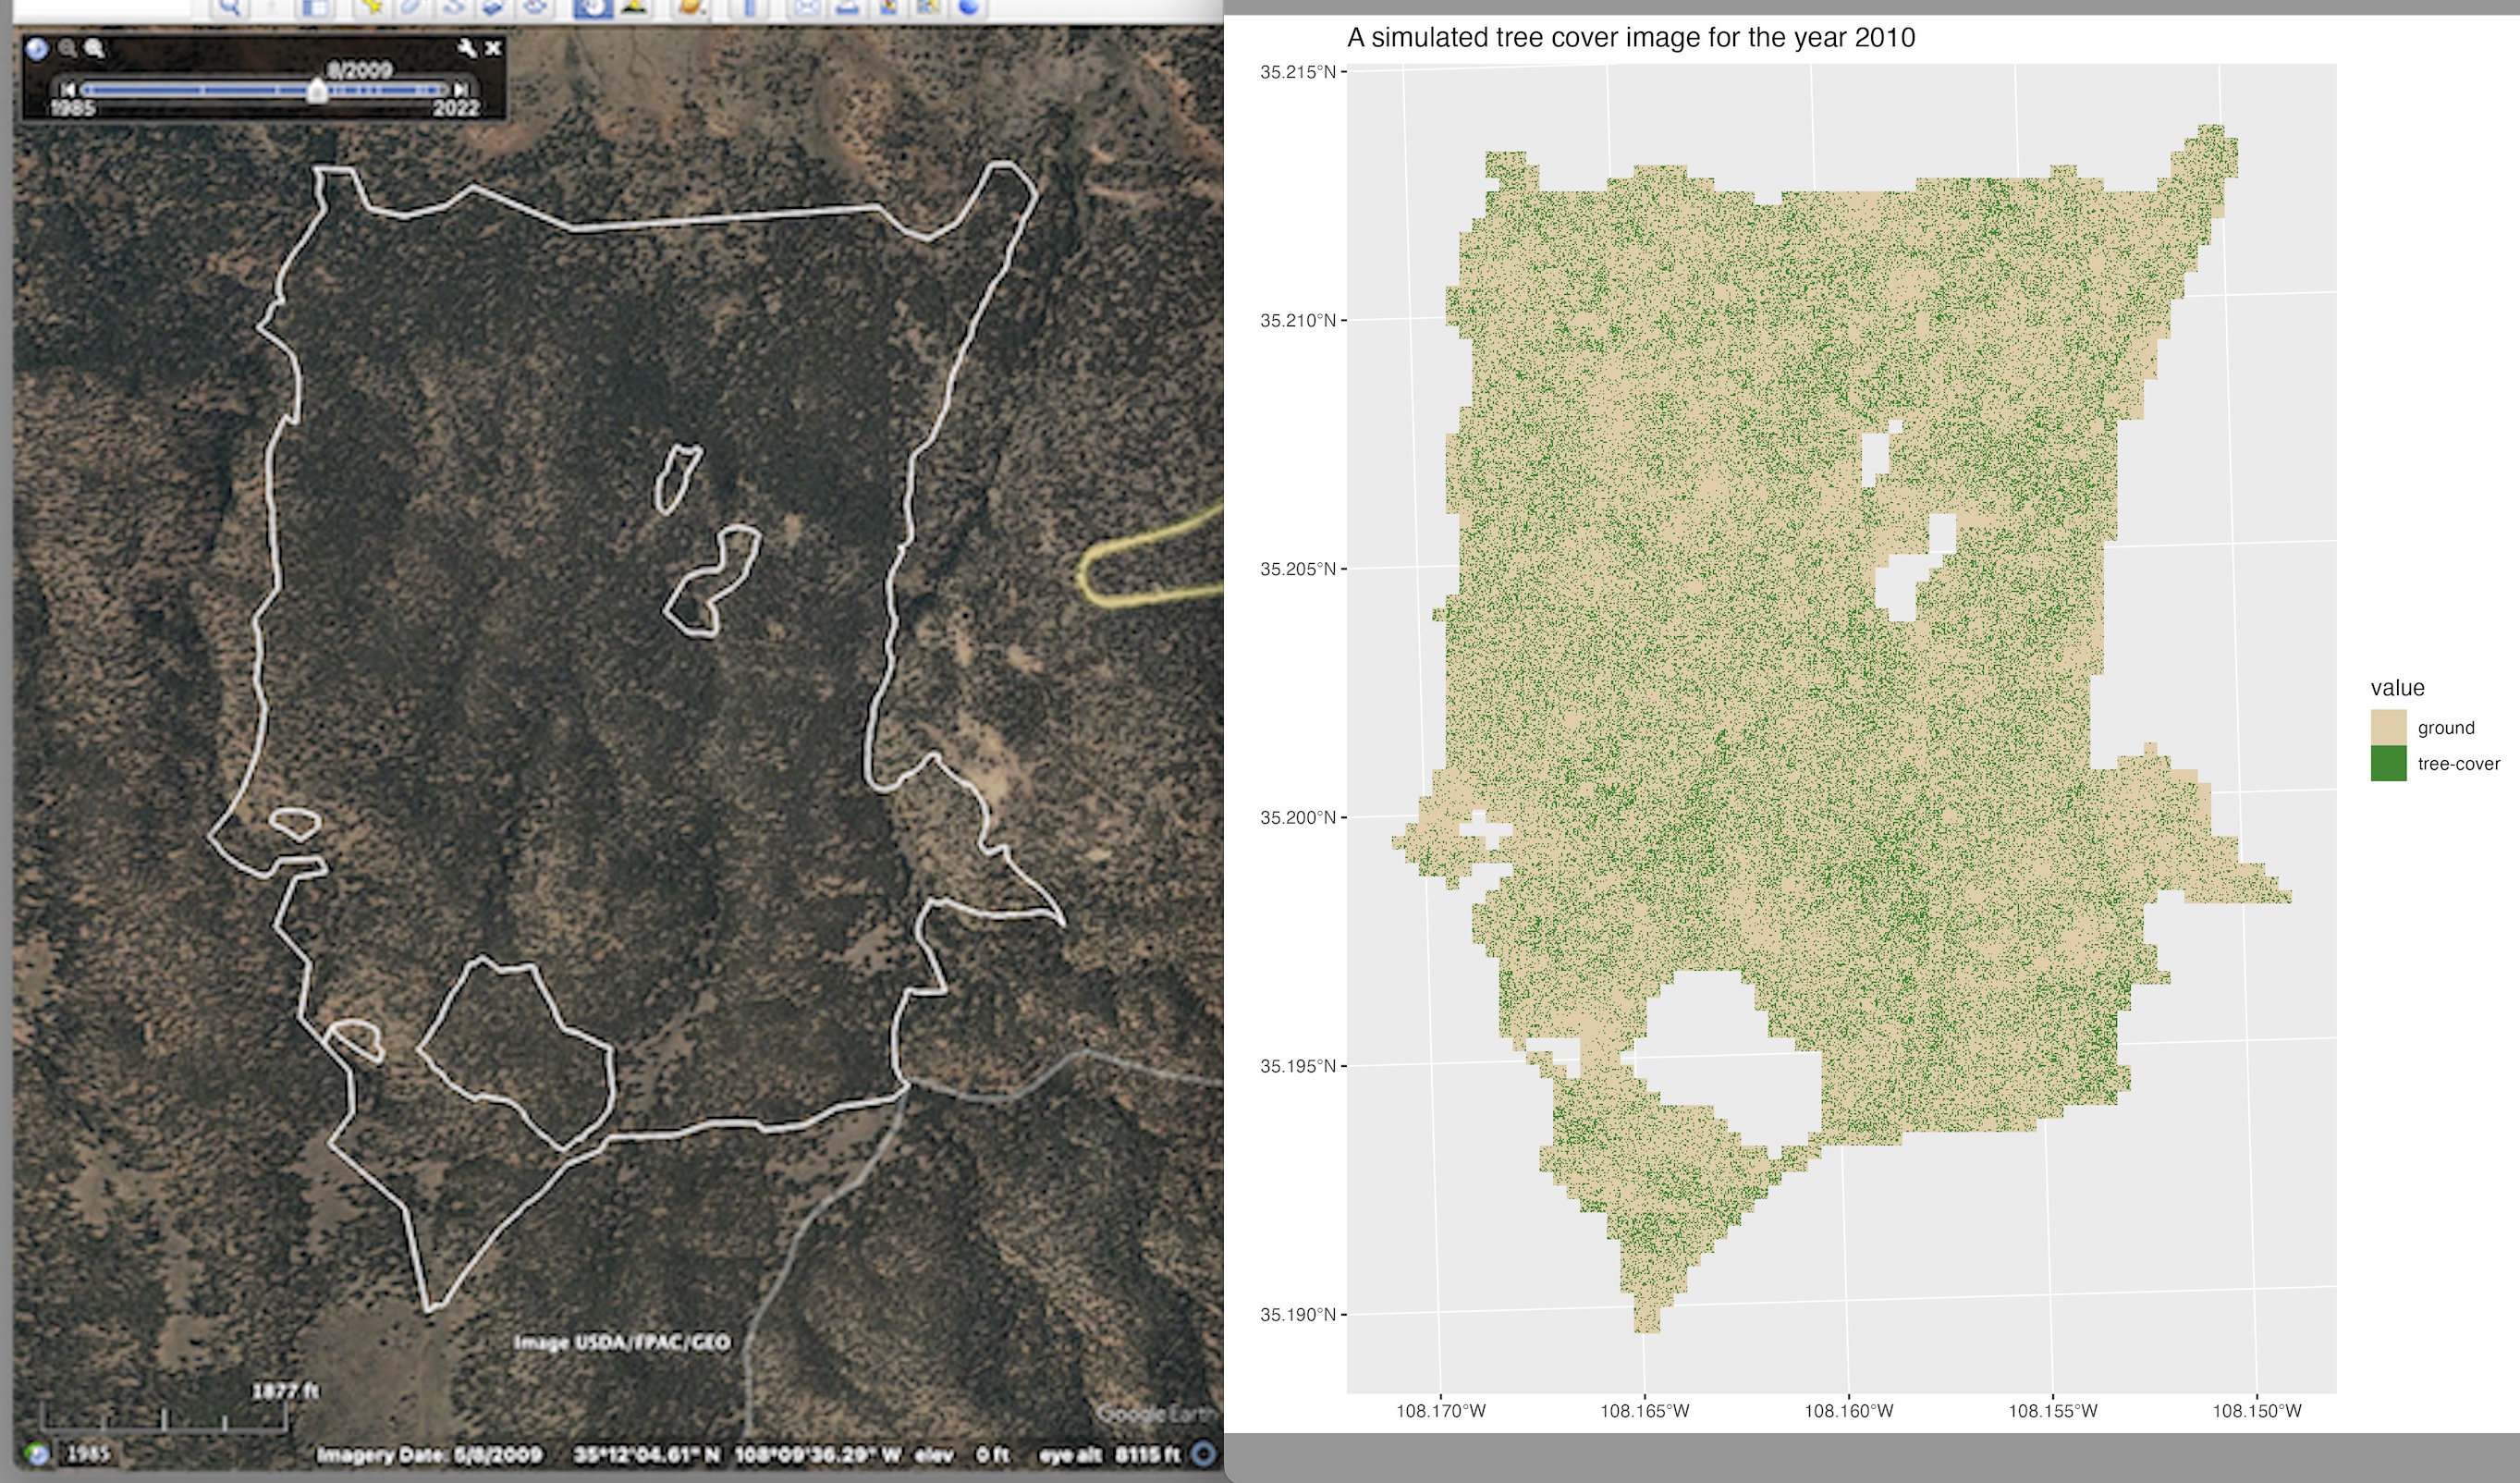 8/2009
1985
2022
Image USDA/FPAC/GEO
1877 ft
Google Earth
1985
Imagery Date: 6/8/2009 35°12'04.61" N 108°09'36.29" W elev 0 ft eye alt 8115 ft
A simulated tree cover image for the year 2010
35.215°N
35.210°N
35.205°N
35.200°N
35.195°N
35.190°N
108.170°W
108.165°W
108.160°W
108.155°W
108.150°W
value
ground
tree-cover